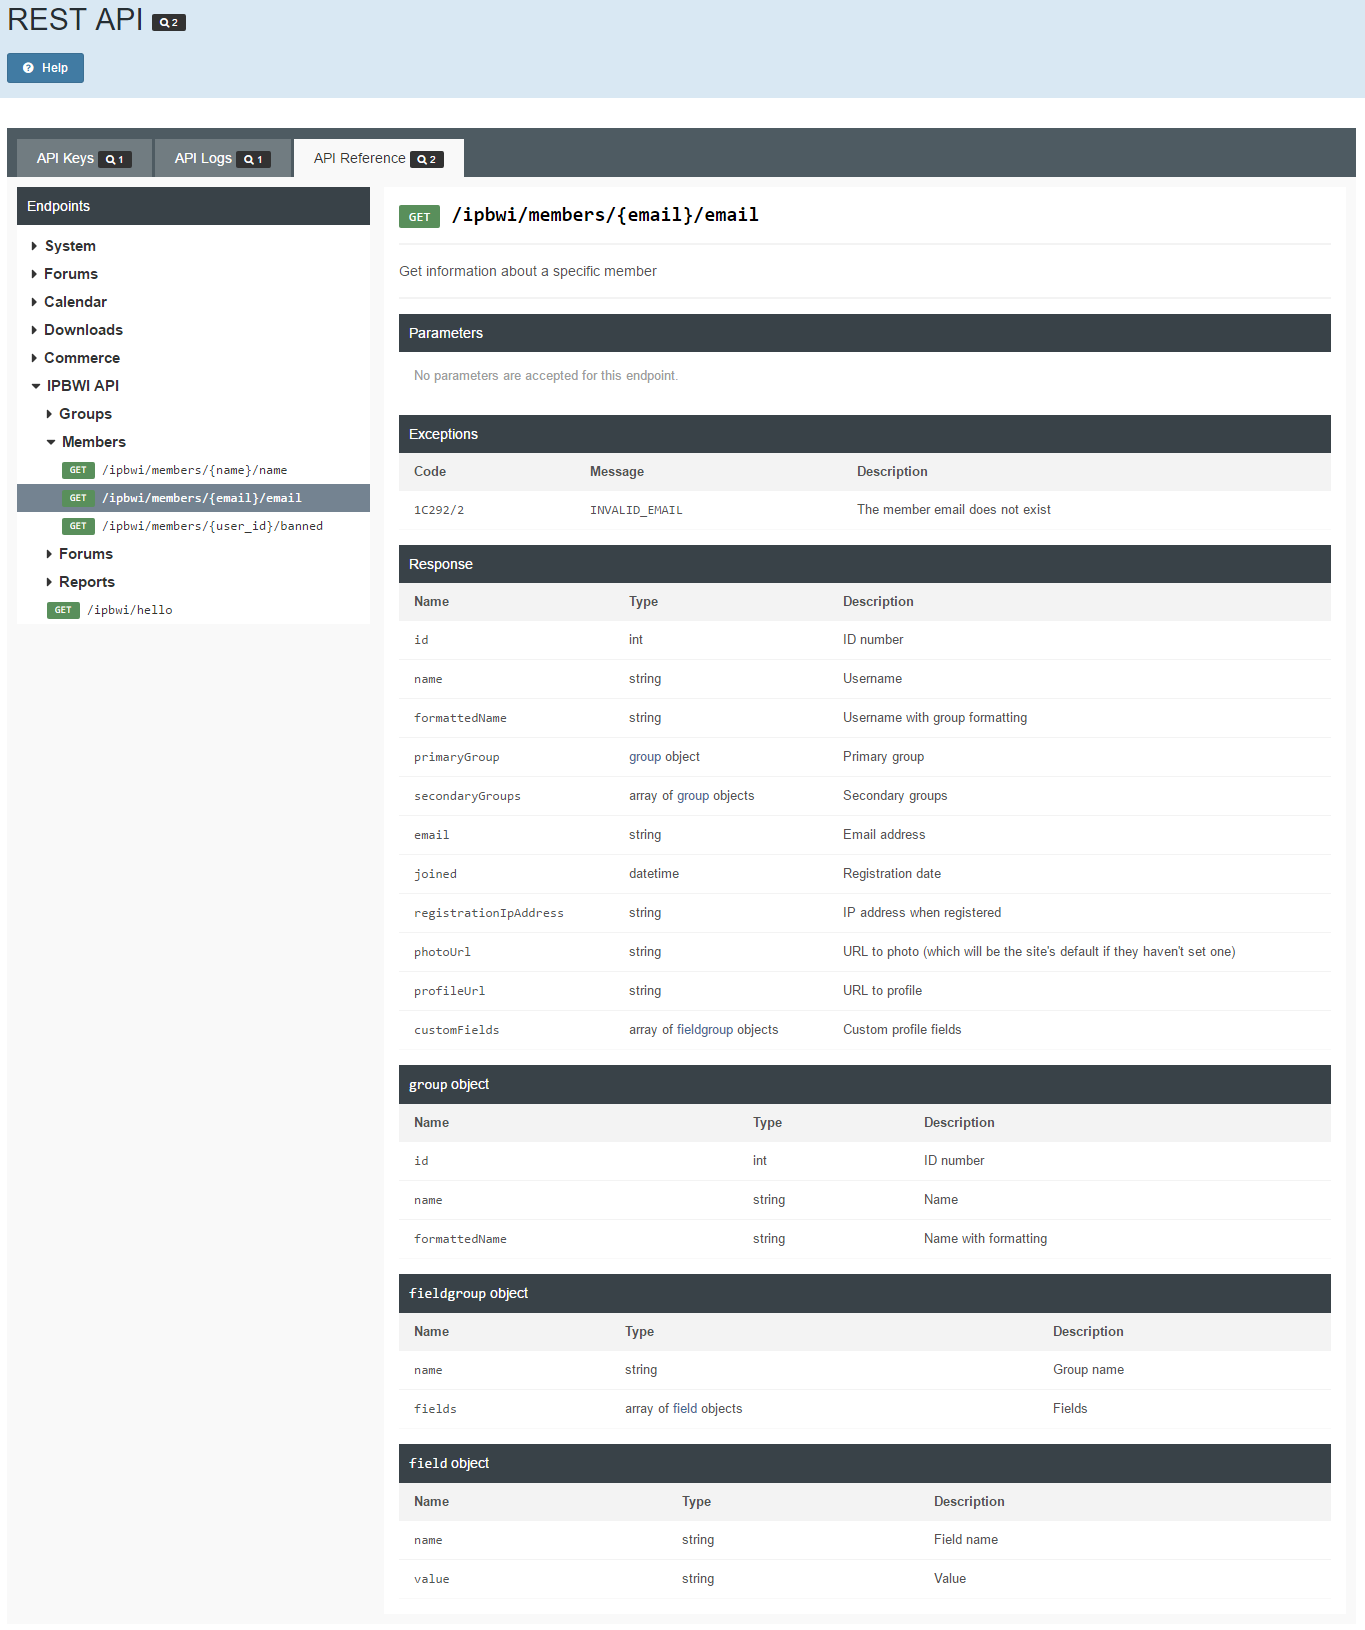 REST API 2
Help
API Keys 1 API Logs 1 API Reference 2
Endpoints
System
Forums
Calendar
Downloads
Commerce
IPBWI API
Groups
Members
GET /ipbwi/members/{name}/name
GET /ipbwi/members/{email}/email
GET /ipbwi/members/{user_id}/banned
Forums
Reports
GET /ipbwi/hello
GET /ipbwi/members/{email}/email
Get information about a specific member
Parameters
No parameters are accepted for this endpoint.
Exceptions
Code Message Description
1C292/2 INVALID_EMAIL The member email does not exist
Response
Name Type Description
id int ID number
name string Username
formattedName string Username with group formatting
primaryGroup group object Primary group
secondaryGroups array of group objects Secondary groups
email string Email address
joined datetime Registration date
registrationIpAddress string IP address when registered
photoUrl string URL to photo (which will be the site's default if they haven't set one)
profileUrl string URL to profile
customFields array of fieldgroup objects Custom profile fields
group object
Name Type Description
id int ID number
name string Name
formattedName string Name with formatting
fieldgroup object
Name Type Description
name string Group name
fields array of field objects Fields
field object
Name Type Description
name string Field name
value string Value